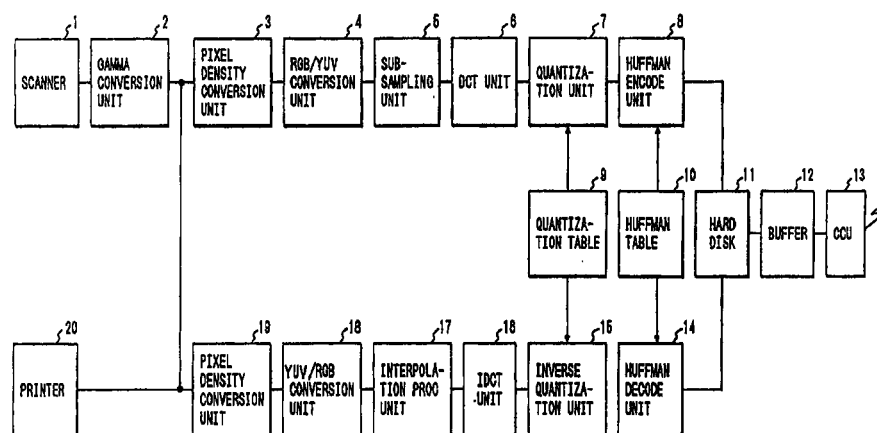 1
SCANNER
2
GAMMA
CONVERSION
UNIT
3
PIXEL
DENSITY
CONVERSION
UNIT
4
RGB/YUV
CONVERSION
UNIT
5
SUB-
SAMPLING
UNIT
6
DCT UNIT
7
QUANTIZA-
TION UNIT
8
HUFFMAN
ENCODE
UNIT
9
QUANTIZA-
TION TABLE
10
HUFFMAN
TABLE
11
HARD
DISK
12
BUFFER
13
CCU
20
PRINTER
19
PIXEL
DENSITY
CONVERSION
UNIT
18
YUV/RGB
CONVERSION
UNIT
17
INTERPOLA-
TION PROC
UNIT
16
IDCT
UNIT
15
INVERSE
QUANTIZA-
TION UNIT
14
HUFFMAN
DECODE
UNIT